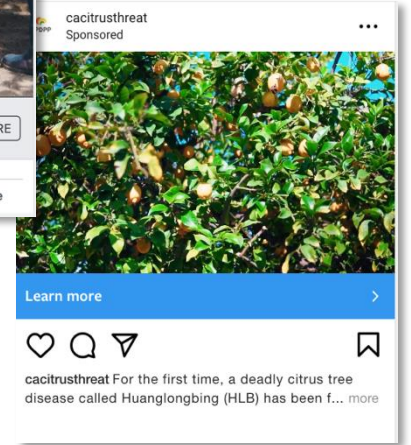 cacitrusthreat
Sponsored
RE
Learn more
cacitrusthreat For the first time, a deadly citrus tree
disease called Huanglongbing (HLB) has been f... more